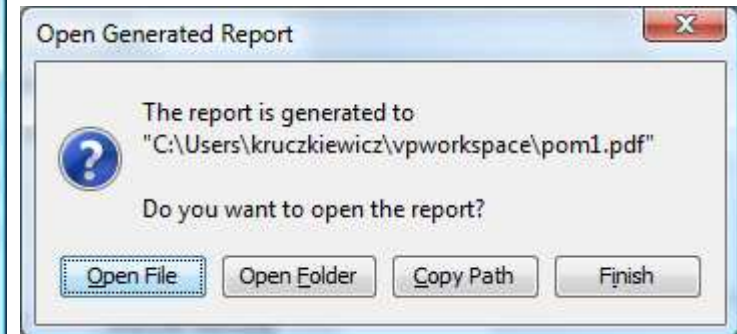 Open Generated Report
The report is generated to
"C:\Users\kruczkiewicz\vpworkspace\pom1.pdf"
Do you want to open the report?
Open File Open Folder Copy Path Finish